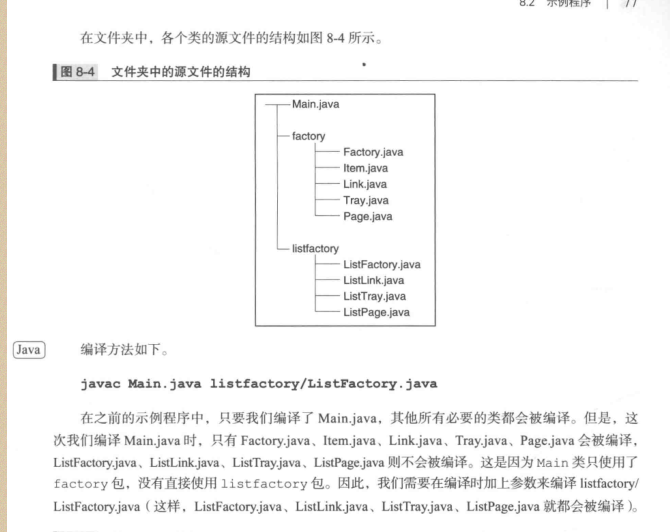 8.2 示例程序 | 77
在文件夹中，各个类的源文件的结构如图 8-4 所示。
图 8-4 文件夹中的源文件的结构
Main.java
factory
Factory.java
Item.java
Link.java
Tray.java
Page.java
listfactory
ListFactory.java
ListLink.java
ListTray.java
ListPage.java
Java 编译方法如下。
javac Main.java listfactory/ListFactory.java
在之前的示例程序中，只要我们编译了 Main.java，其他所有必要的类都会被编译。但是，这
次我们编译 Main.java 时，只有 Factory.java、Item.java、Link.java、Tray.java、Page.java 会被编译，
ListFactory.java、ListLink.java、ListTray.java、ListPage.java 则不会被编译。这是因为 Main 类只使用了
factory 包，没有直接使用 listfactory 包。因此，我们需要在编译时加上参数来编译 listfactory/
ListFactory.java（这样，ListFactory.java、ListLink.java、ListTray.java、ListPage.java 就都会被编译）。